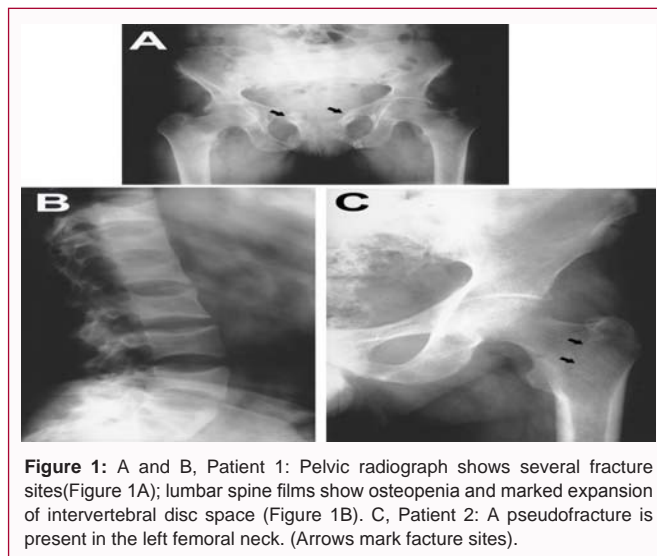 A
B
C
Figure 1: A and B, Patient 1: Pelvic radiograph shows several fracture
sites(Figure 1A); lumbar spine films show osteopenia and marked expansion
of intervertebral disc space (Figure 1B). C, Patient 2: A pseudofracture is
present in the left femoral neck. (Arrows mark facture sites).